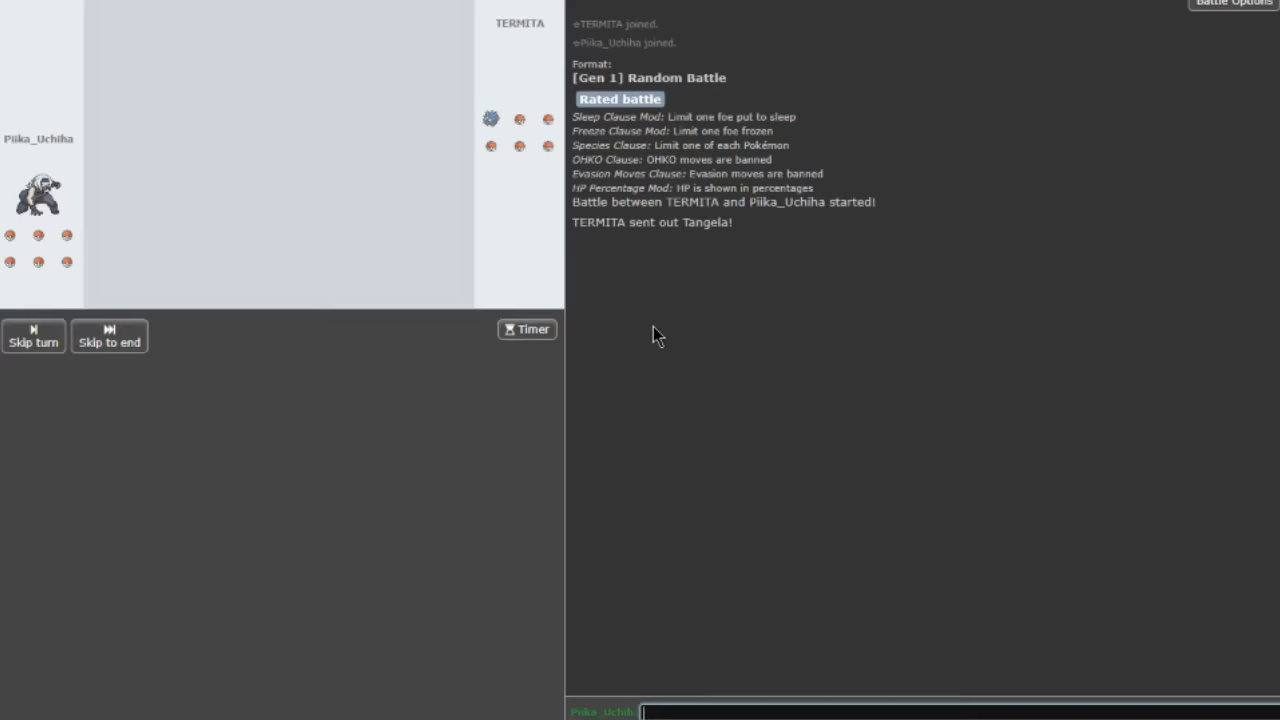 Battle Options
TERMITA
☆TERMITA joined.
☆Piika_Uchiha joined.
Format:
[Gen 1] Random Battle
Rated battle
Sleep Clause Mod: Limit one foe put to sleep
Freeze Clause Mod: Limit one foe frozen
Species Clause: Limit one of each Pokémon
OHKO Clause: OHKO moves are banned
Evasion Moves Clause: Evasion moves are banned
HP Percentage Mod: HP is shown in percentages
Battle between TERMITA and Piika_Uchiha started!
TERMITA sent out Tangela!
Piika_Uchiha
Skip turn
Skip to end
Timer
Piika_Uchih